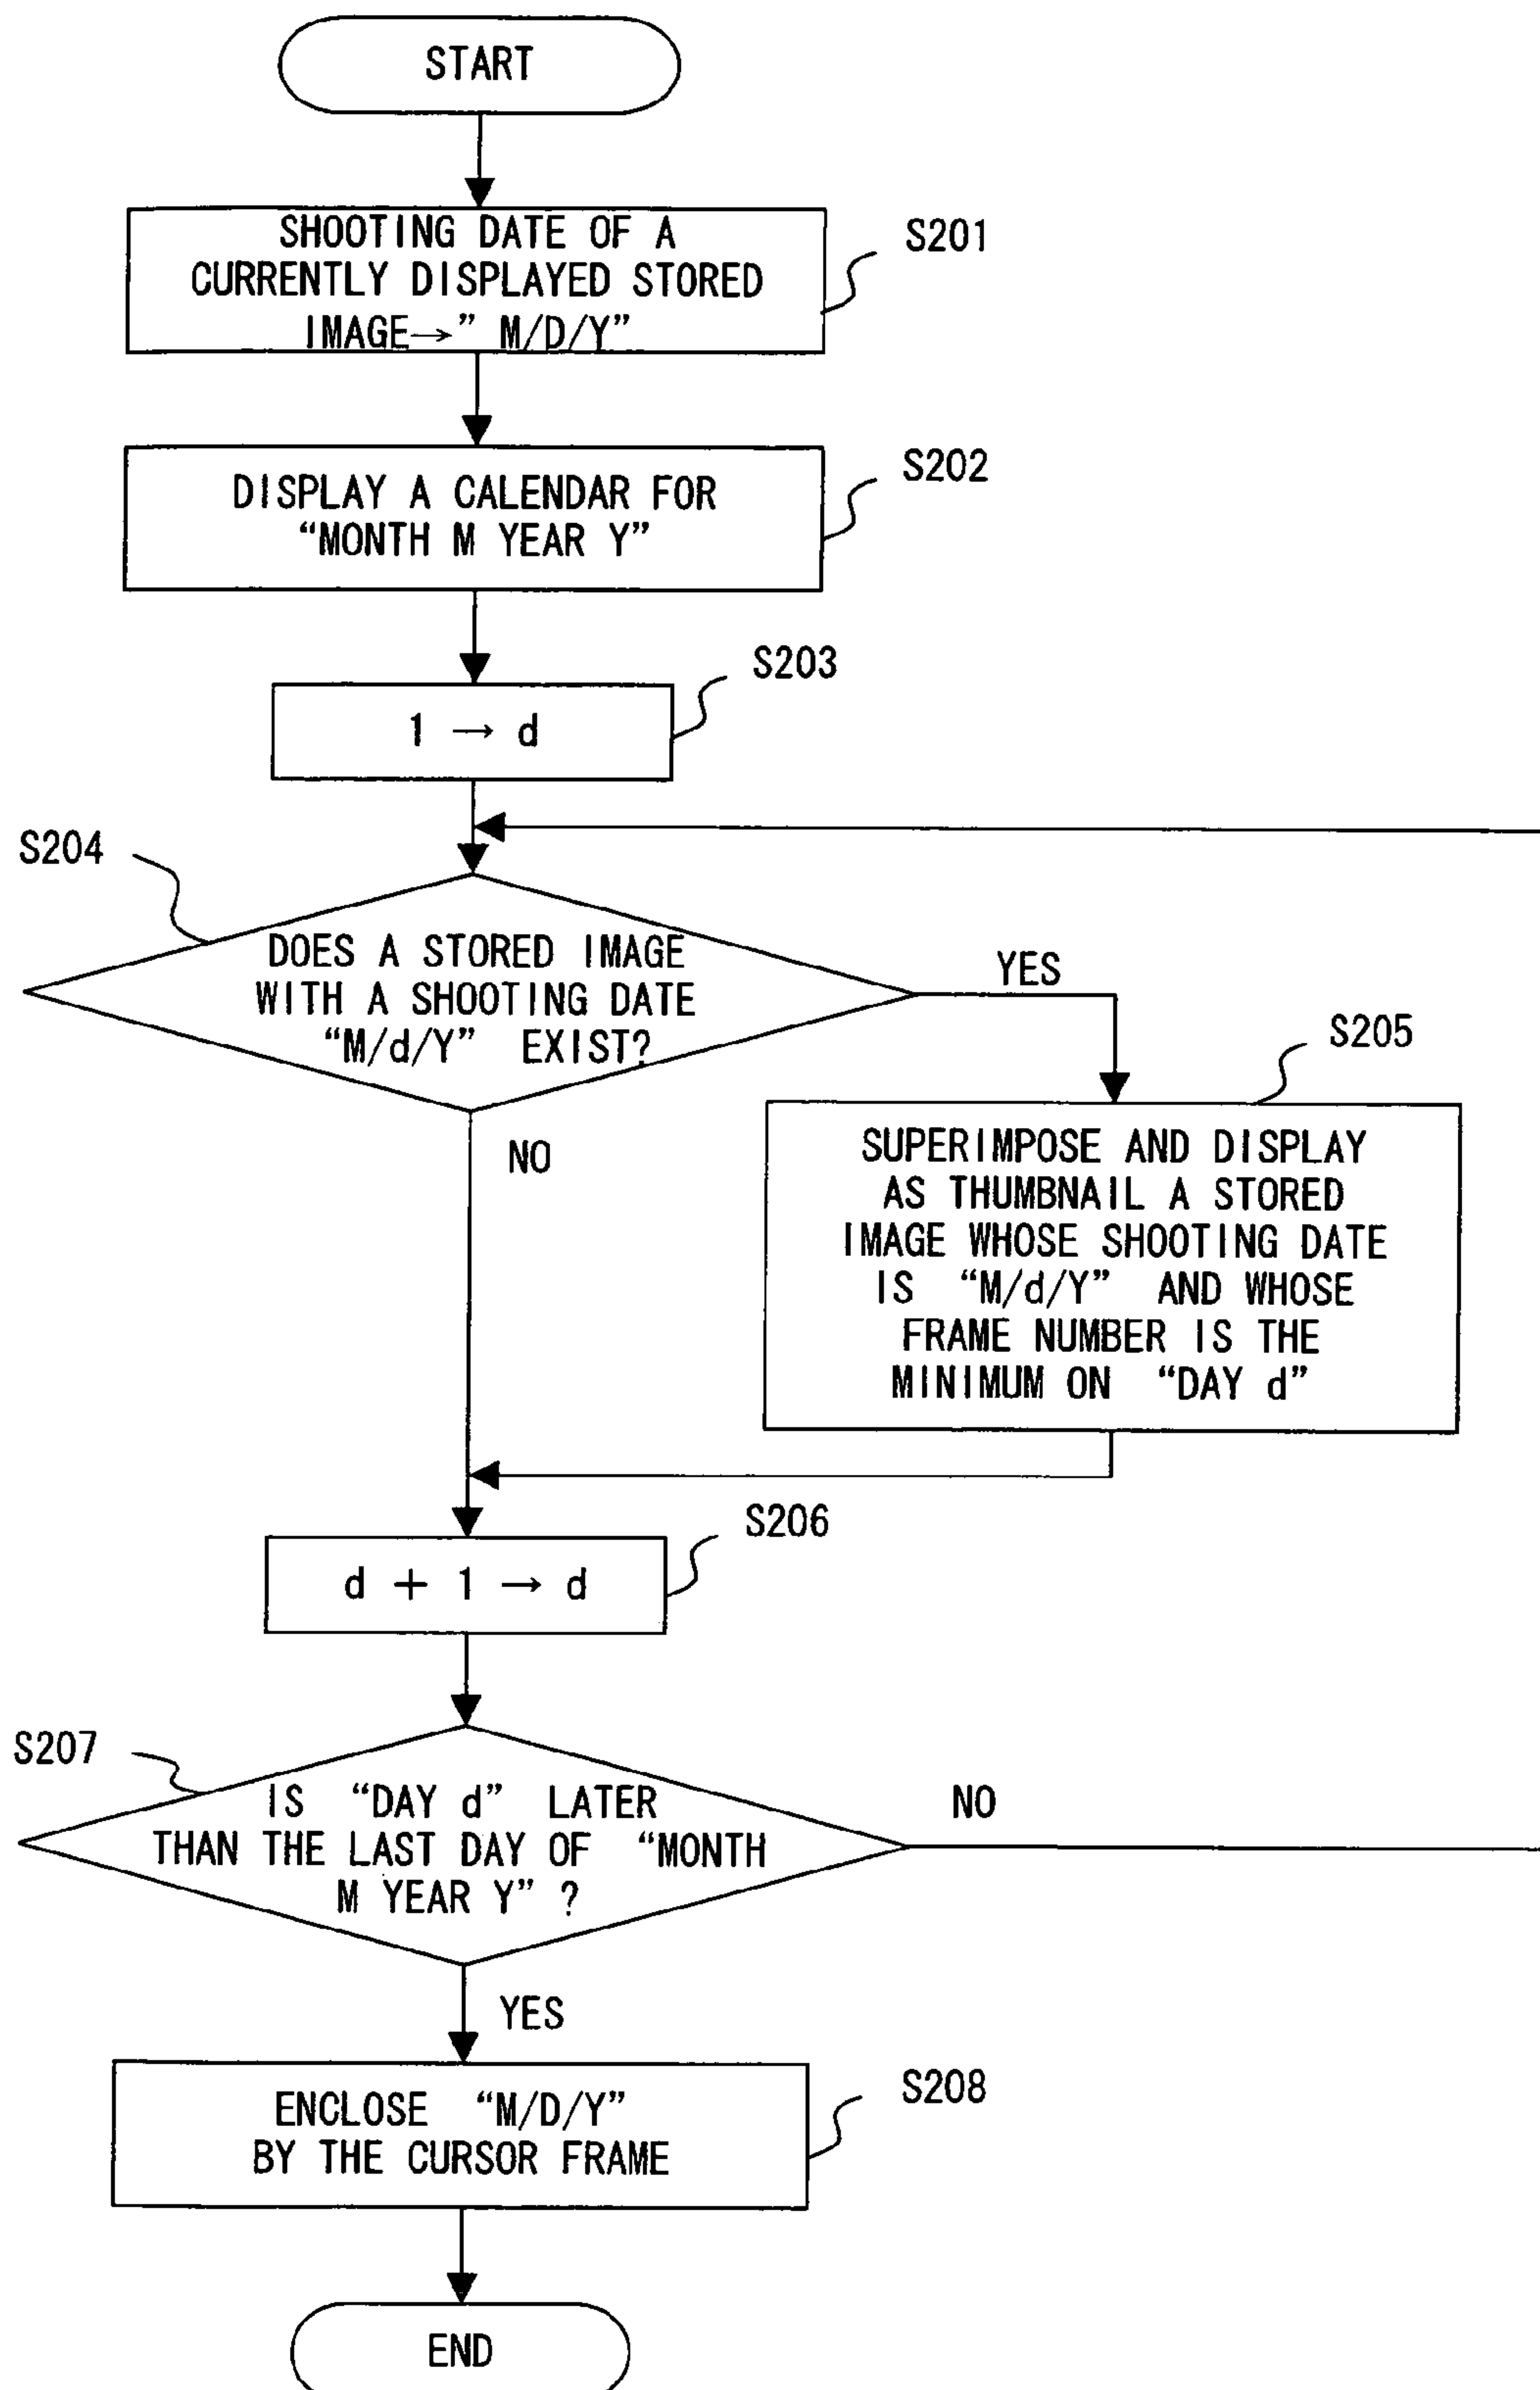 START
SHOOTING DATE OF A
CURRENTLY DISPLAYED STORED
IMAGE→” M/D/Y”
S201
DISPLAY A CALENDAR FOR
“MONTH M YEAR Y”
S202
S203
1 → d
S204
DOES A STORED IMAGE
WITH A SHOOTING DATE
“M/d/Y” EXIST?
YES
NO
S205
SUPERIMPOSE AND DISPLAY
AS THUMBNAIL A STORED
IMAGE WHOSE SHOOTING DATE
IS “M/d/Y” AND WHOSE
FRAME NUMBER IS THE
MINIMUM ON “DAY d”
S206
d + 1 → d
S207
IS “DAY d” LATER
THAN THE LAST DAY OF “MONTH
M YEAR Y” ?
NO
YES
S208
ENCLOSE “M/D/Y”
BY THE CURSOR FRAME
END